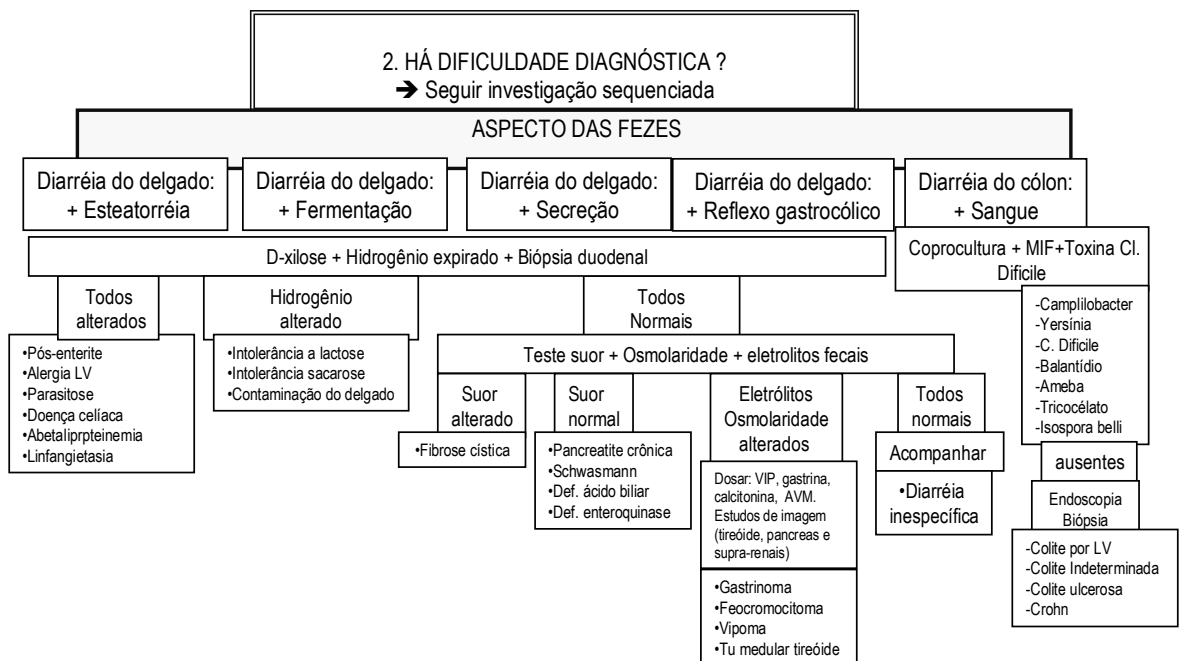 2. HÁ DIFICULDADE DIAGNÓSTICA ?
➔ Seguir investigação sequenciada
ASPECTO DAS FEZES
Diarréia do delgado:
+ Esteatorréia
Diarréia do delgado:
+ Fermentação
Diarréia do delgado:
+ Secreção
Diarréia do delgado:
+ Reflexo gastrocólico
Diarréia do cólon:
+ Sangue
D-xilose + Hidrogênio expirado + Biópsia duodenal
Coprocultura + MIF+Toxina Cl.
Dificile
Todos
alterados
Hidrogênio
alterado
Todos
Normais
•Pós-enterite
•Alergia LV
•Parasitose
•Doença celíaca
•Abetaliprpteinemia
•Linfangietasia
•Intolerância a lactose
•Intolerância sacarose
•Contaminação do delgado
Teste suor + Osmolaridade + eletrolitos fecais
Suor
alterado
•Fibrose cística
Suor
normal
•Pancreatite crônica
•Schwasmann
•Def. ácido biliar
•Def. enteroquinase
Eletrólitos
Osmolaridade
alterados
Dosar: VIP, gastrina,
calcitonina, AVM.
Estudos de imagem
(tireóide, pancreas e
supra-renais)
•Gastrinoma
•Feocromocitoma
•Vipoma
•Tu medular tireóide
Todos
normais
Acompanhar
•Diarréia
inespecífica
-Camplilobacter
-Yersínia
-C. Dificile
-Balantídio
-Ameba
-Tricocélato
-Isospora belli
ausentes
Endoscopia
Biópsia
-Colite por LV
-Colite Indeterminada
-Colite ulcerosa
-Crohn